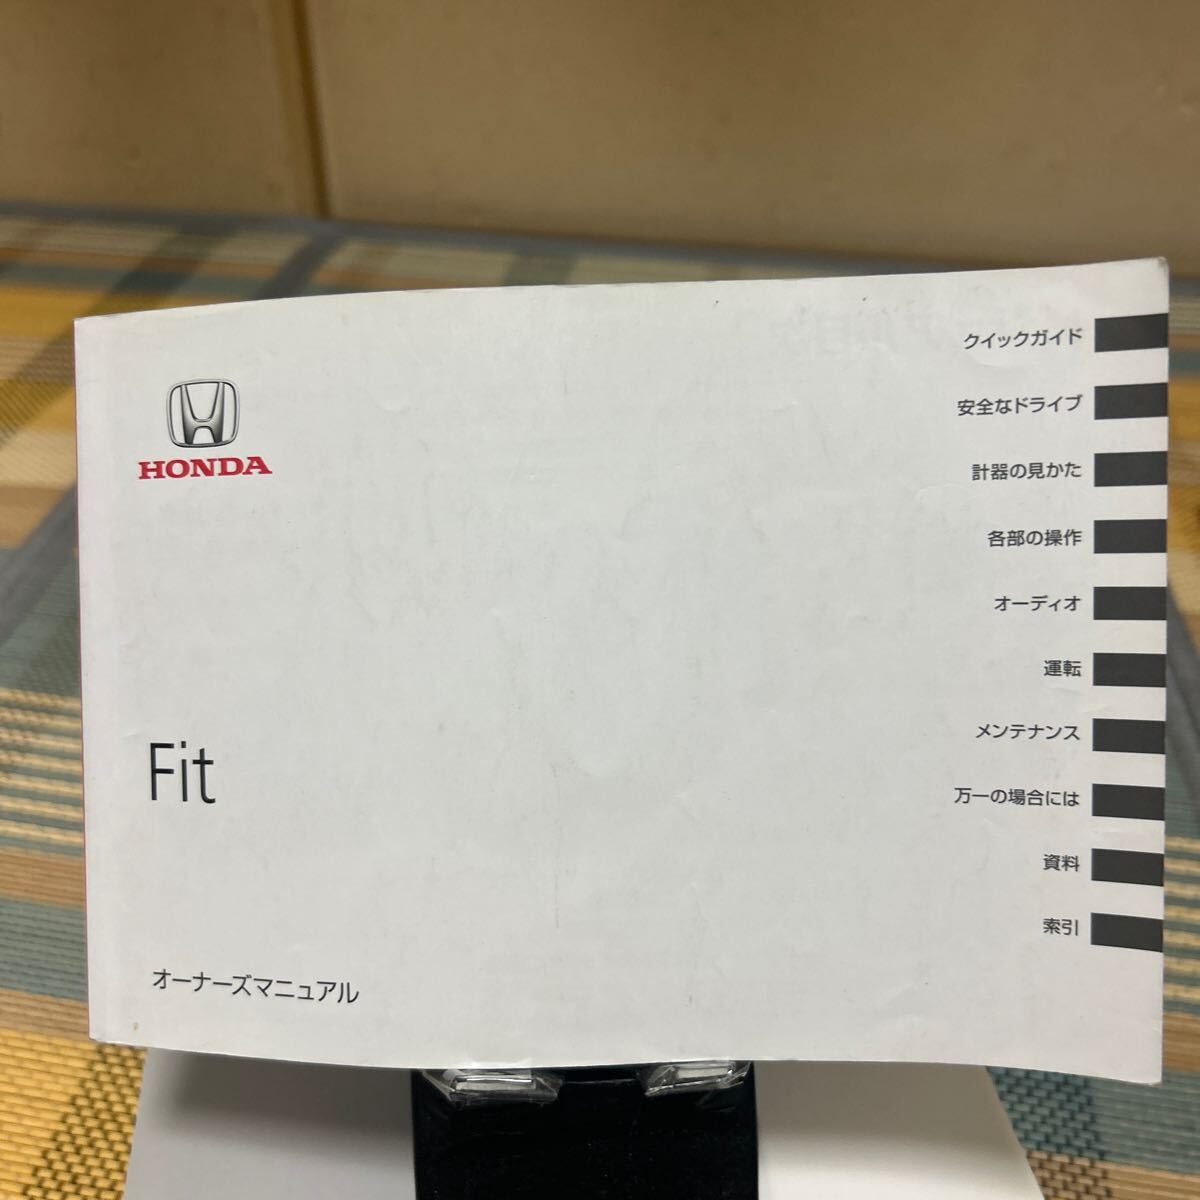 HONDA
Fit
オーナーズマニュアル
クイックガイド
安全なドライブ
計器の見かた
各部の操作
オーディオ
運転
メンテナンス
万一の場合には
資料
索引